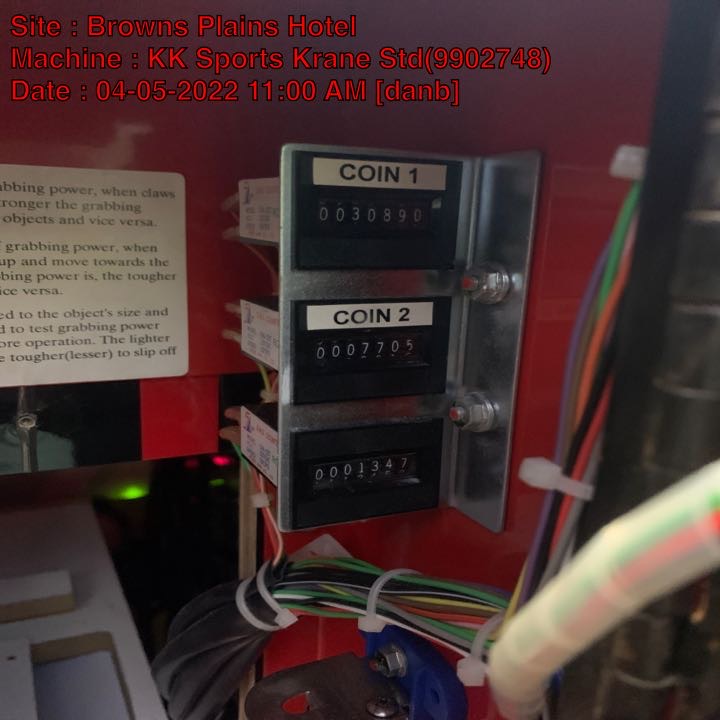 Site : Browns Plains Hotel
Machine : KK Sports Krane Std(9902748)
Date : 04-05-2022 11:00 AM [danb]
COIN 1
0030890
COIN 2
0007705
0001347
bbing power, when claws
ronger the grabbing
objects and vice versa.
f grabbing power, when
up and move towards the
bing power is, the tougher
ice versa.
ed to the object's size and
d to test grabbing power
ore operation. The lighter
e tougher(lesser) to slip off